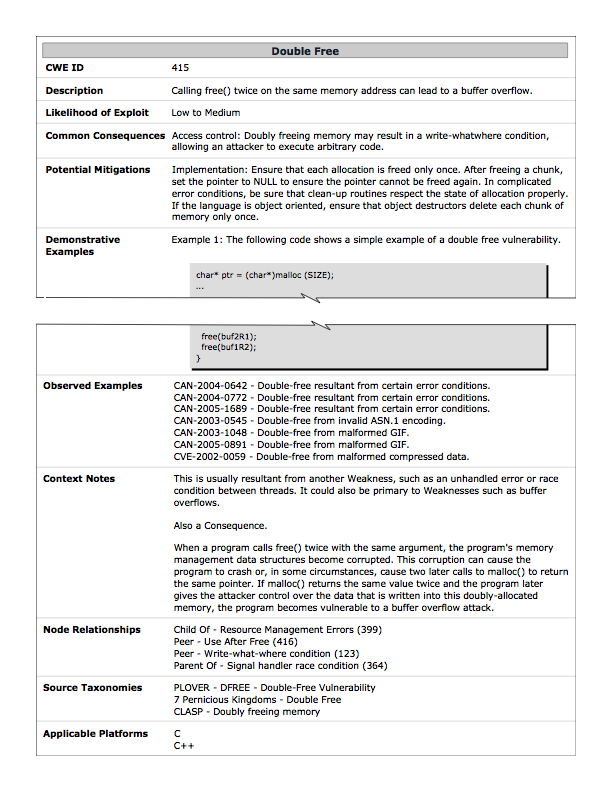 Double Free
CWE ID 415
Description Calling free() twice on the same memory address can lead to a buffer overflow.
Likelihood of Exploit Low to Medium
Common Consequences Access control: Doubly freeing memory may result in a write-whatwhere condition,
allowing an attacker to execute arbitrary code.
Potential Mitigations Implementation: Ensure that each allocation is freed only once. After freeing a chunk,
set the pointer to NULL to ensure the pointer cannot be freed again. In complicated
error conditions, be sure that clean-up routines respect the state of allocation properly.
If the language is object oriented, ensure that object destructors delete each chunk of
memory only once.
Demonstrative Example 1: The following code shows a simple example of a double free vulnerability.
Examples
char* ptr = (char*)malloc (SIZE);
...
free(buf2R1);
free(buf1R2);
}
Observed Examples CAN-2004-0642 - Double-free resultant from certain error conditions.
CAN-2004-0772 - Double-free resultant from certain error conditions.
CAN-2005-1689 - Double-free resultant from certain error conditions.
CAN-2003-0545 - Double-free from invalid ASN.1 encoding.
CAN-2003-1048 - Double-free from malformed GIF.
CAN-2005-0891 - Double-free from malformed GIF.
CVE-2002-0059 - Double-free from malformed compressed data.
Context Notes This is usually resultant from another Weakness, such as an unhandled error or race
condition between threads. It could also be primary to Weaknesses such as buffer
overflows.
Also a Consequence.
When a program calls free() twice with the same argument, the program's memory
management data structures become corrupted. This corruption can cause the
program to crash or, in some circumstances, cause two later calls to malloc() to return
the same pointer. If malloc() returns the same value twice and the program later
gives the attacker control over the data that is written into this doubly-allocated
memory, the program becomes vulnerable to a buffer overflow attack.
Node Relationships Child Of - Resource Management Errors (399)
Peer - Use After Free (416)
Peer - Write-what-where condition (123)
Parent Of - Signal handler race condition (364)
Source Taxonomies PLOVER - DFREE - Double-Free Vulnerability
7 Pernicious Kingdoms - Double Free
CLASP - Doubly freeing memory
Applicable Platforms C
C++